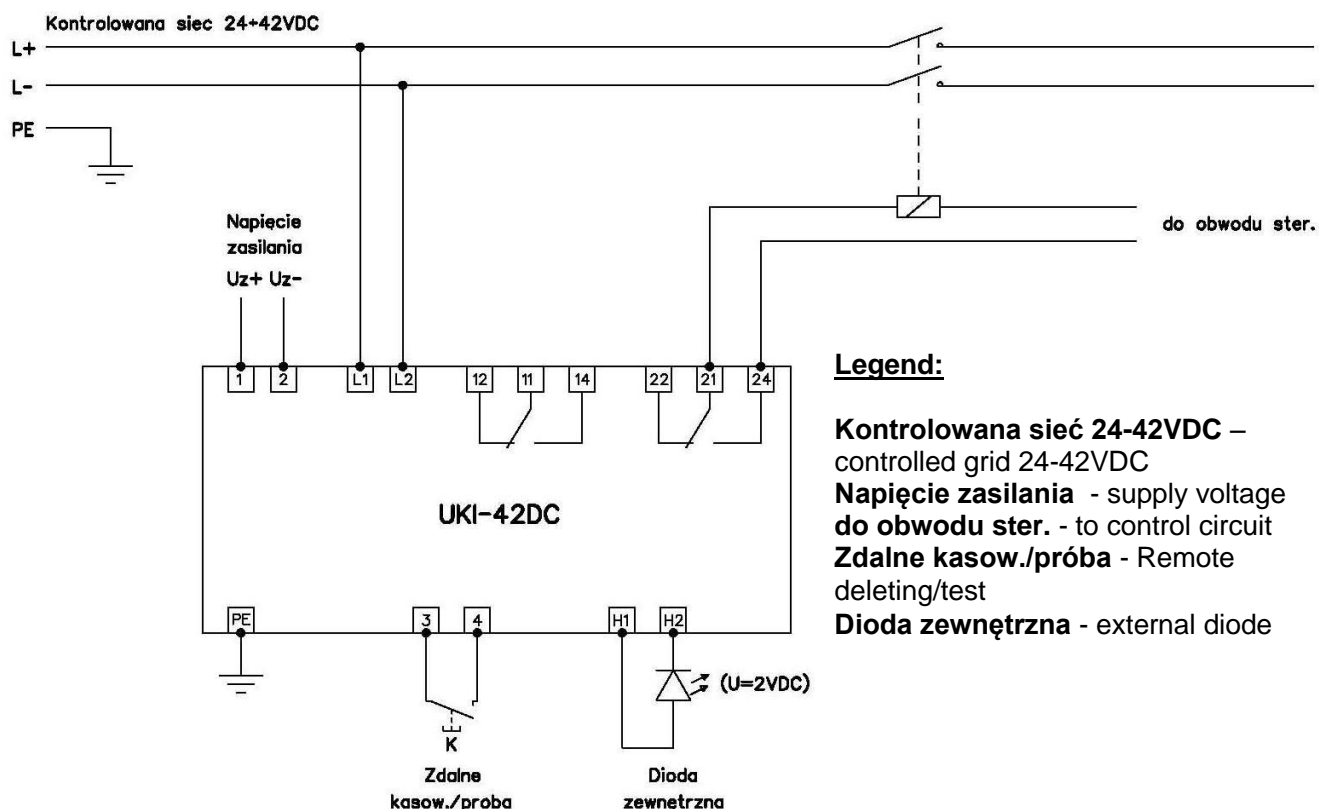 Kontrolowana siec 24÷42VDC
L+
L-
PE
Napięcie
zasilania
Uz+ Uz-
do obwodu ster.
1 2 L1 L2 12 11 14 22 21 24
UKI-42DC
PE 3 4 H1 H2
(U=2VDC)
K
Zdalne
kasow./proba
Dioda
zewnetrzna
Legend:
Kontrolowana sieć 24-42VDC –
controlled grid 24-42VDC
Napięcie zasilania - supply voltage
do obwodu ster. - to control circuit
Zdalne kasow./próba - Remote
deleting/test
Dioda zewnętrzna - external diode